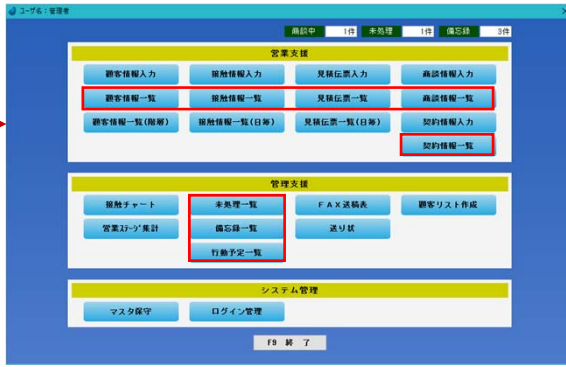 ユーザ名：管理者
商談中 1件 未処理 1件 備忘録 3件
営業支援
顧客情報入力 接触情報入力 見積伝票入力 商談情報入力
顧客情報一覧 接触情報一覧 見積伝票一覧 商談情報一覧
顧客情報一覧(階層) 接触情報一覧(日毎) 見積伝票一覧(日毎) 契約情報入力
契約情報一覧
管理支援
接触チャート 未処理一覧 ＦＡＸ送稿表 顧客リスト作成
営業ｽﾃｰｼﾞ集計 備忘録一覧 送り状
行動予定一覧
システム管理
マスタ保守 ログイン管理
F9 終 了